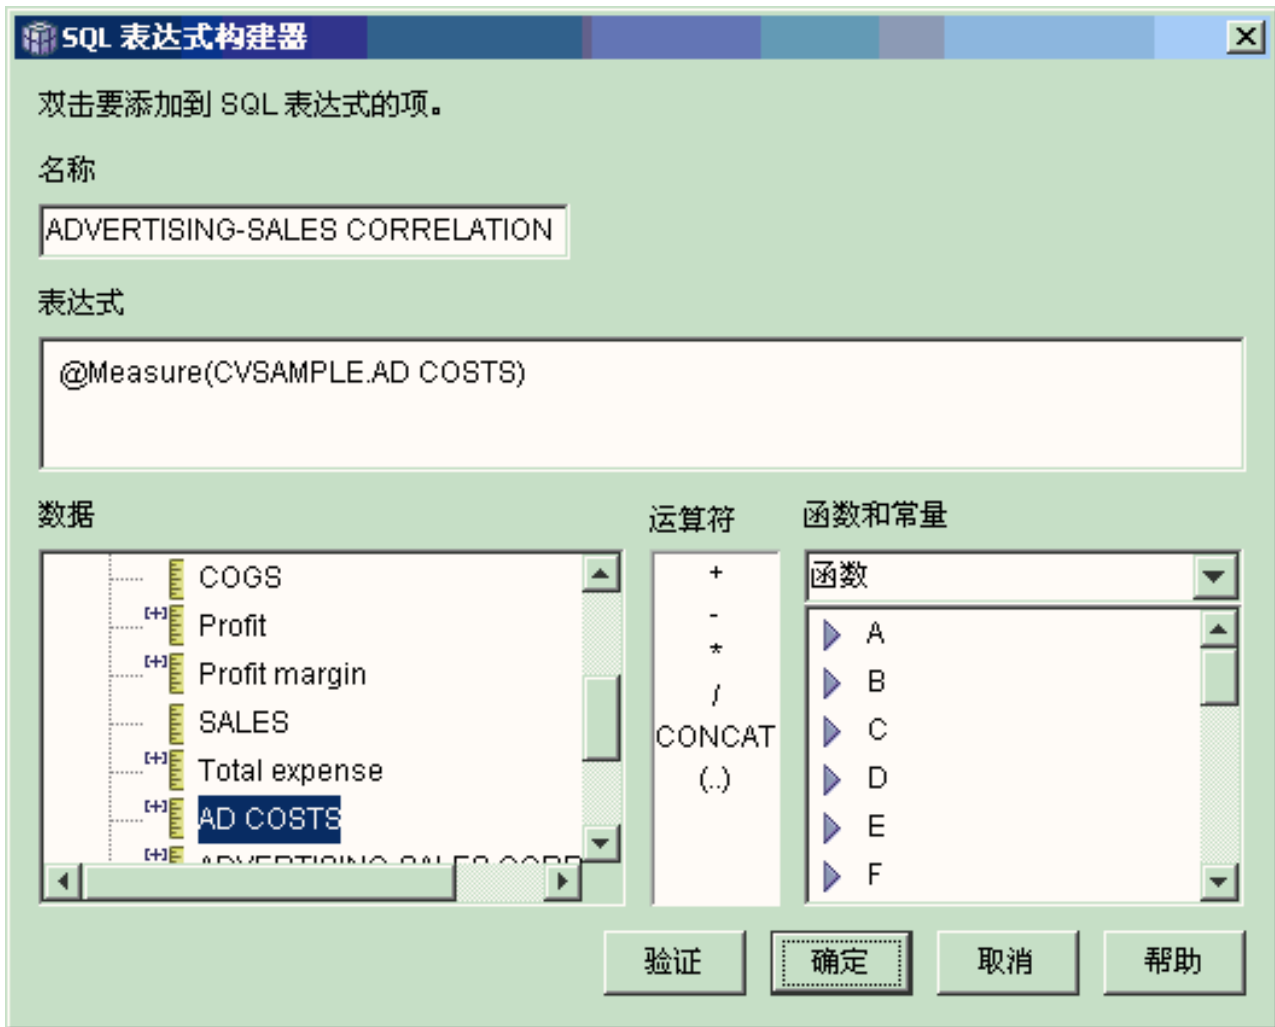 SQL 表达式构建器
双击要添加到 SQL 表达式的项。
名称
ADVERTISING-SALES CORRELATION
表达式
@Measure(CVSAMPLE.AD COSTS)
数据
COGS
Profit
Profit margin
SALES
Total expense
AD COSTS
ADVERTISING-SALES CORR
运算符
+
-
*
/
CONCAT
(..)
函数和常量
函数
A
B
C
D
E
F
验证 确定 取消 帮助